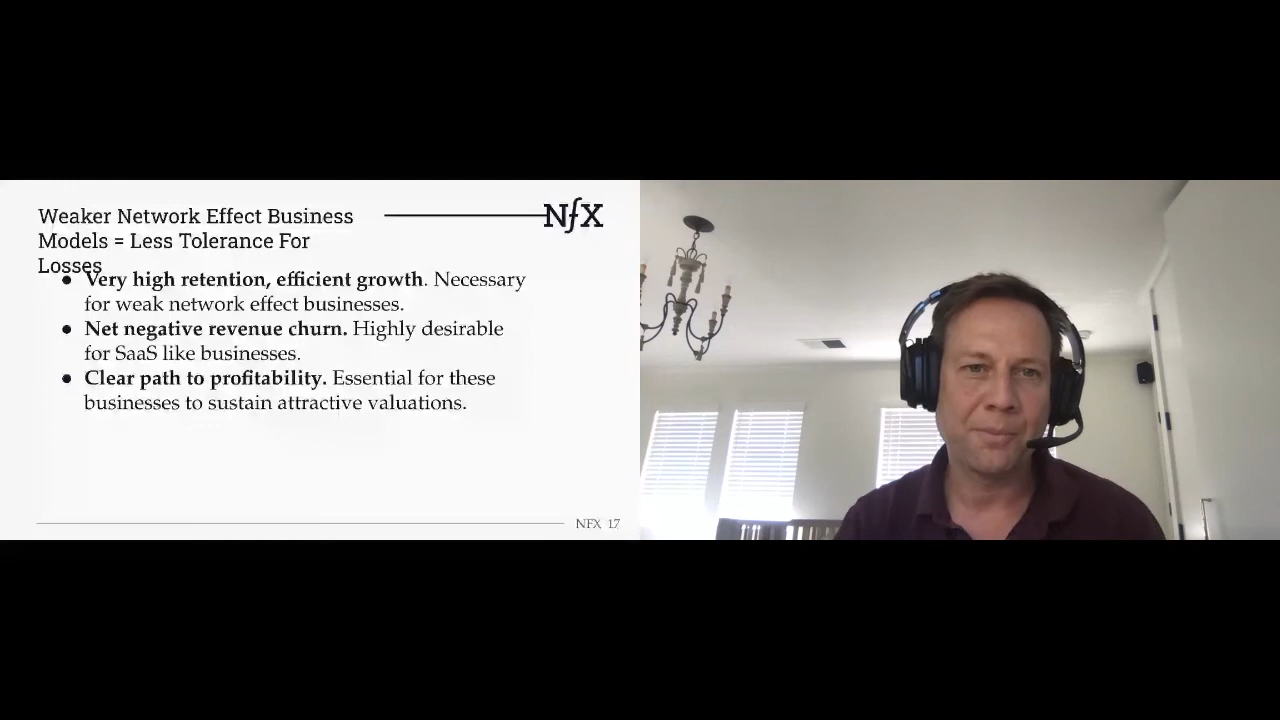 Weaker Network Effect Business
Models = Less Tolerance For
Losses
NfX
● Very high retention, efficient growth. Necessary
for weak network effect businesses.
● Net negative revenue churn. Highly desirable
for SaaS like businesses.
● Clear path to profitability. Essential for these
businesses to sustain attractive valuations.
NFX 17